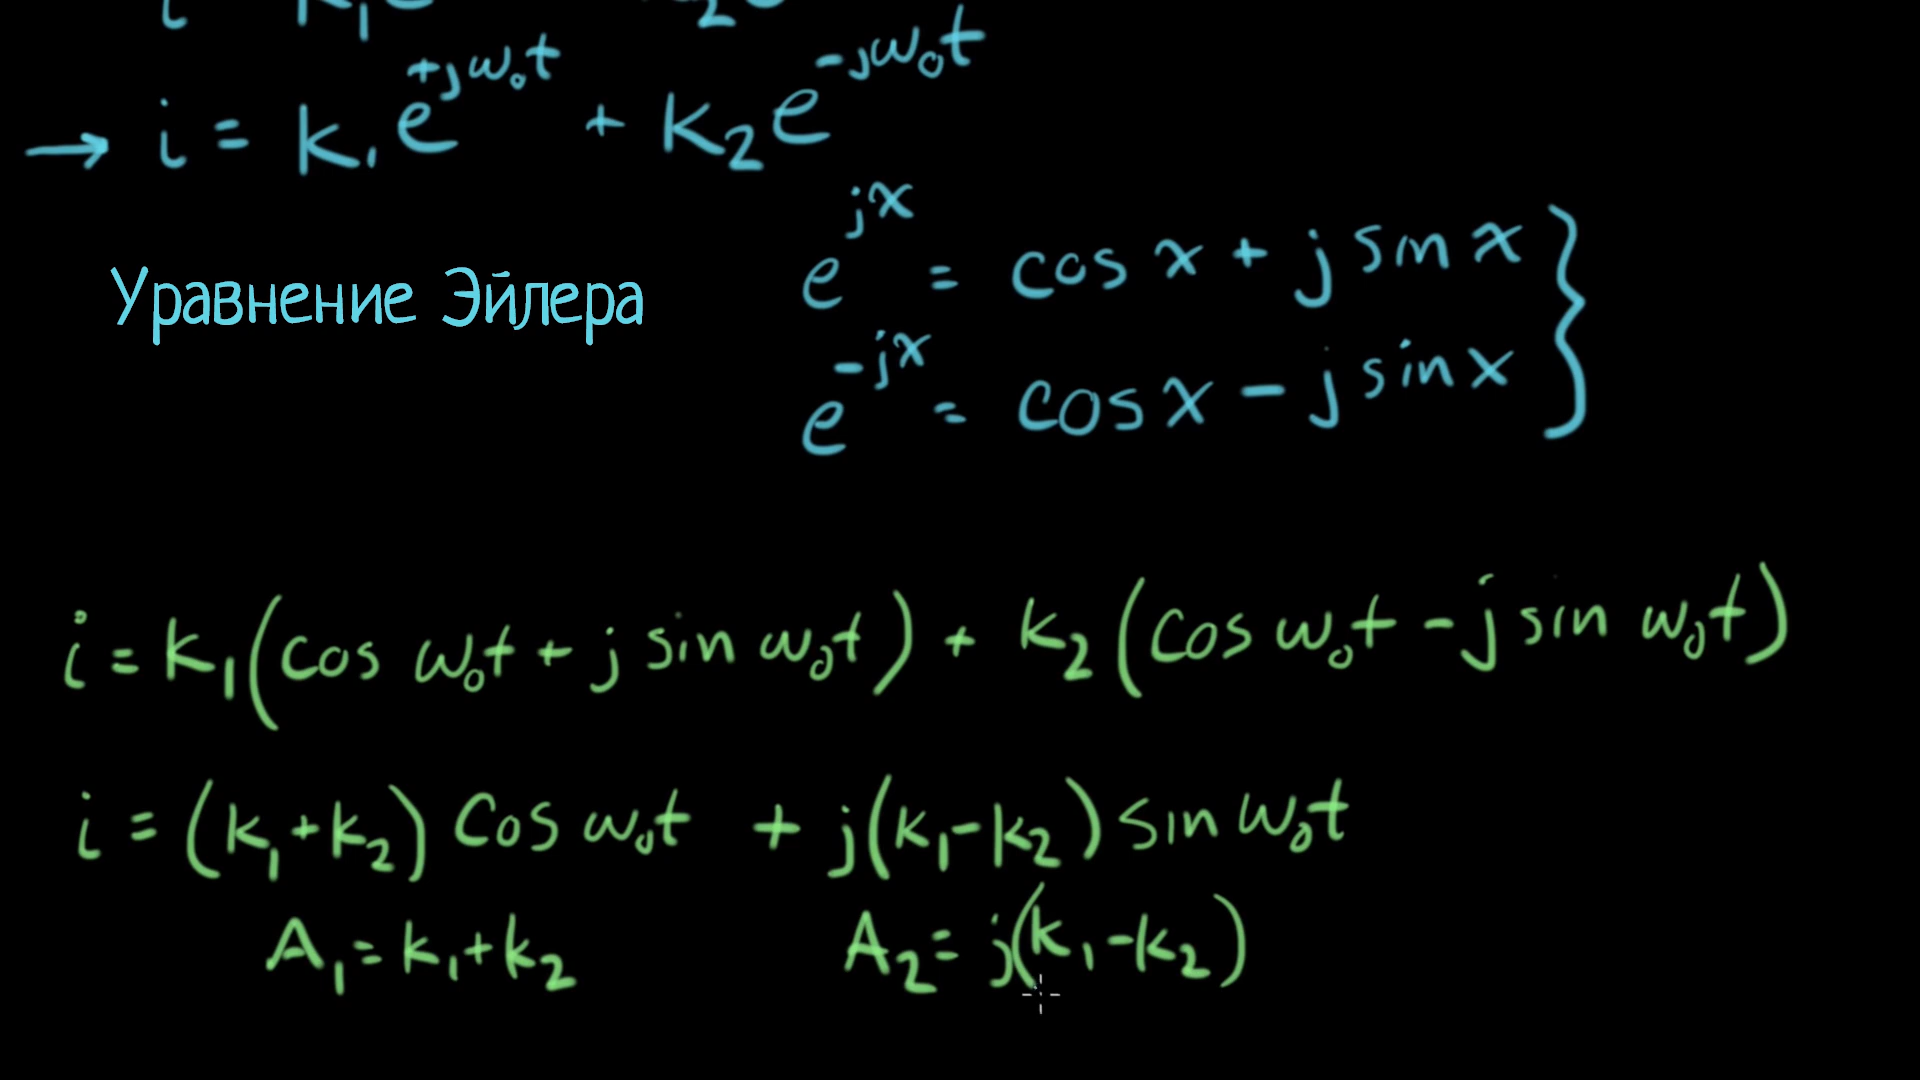 → i = k₁e^{+jω₀t} + k₂e^{-jω₀t}
e^{jx} = cos x + j sin x }
Уравнение Эйлера
e^{-jx} = cos x - j sin x
i = k₁(cos ω₀t + j sin ω₀t) + k₂(cos ω₀t - j sin ω₀t)
i = (k₁+k₂) cos ω₀t + j(k₁-k₂) sin ω₀t
A₁ = k₁+k₂ A₂ = j(k₁-k₂)